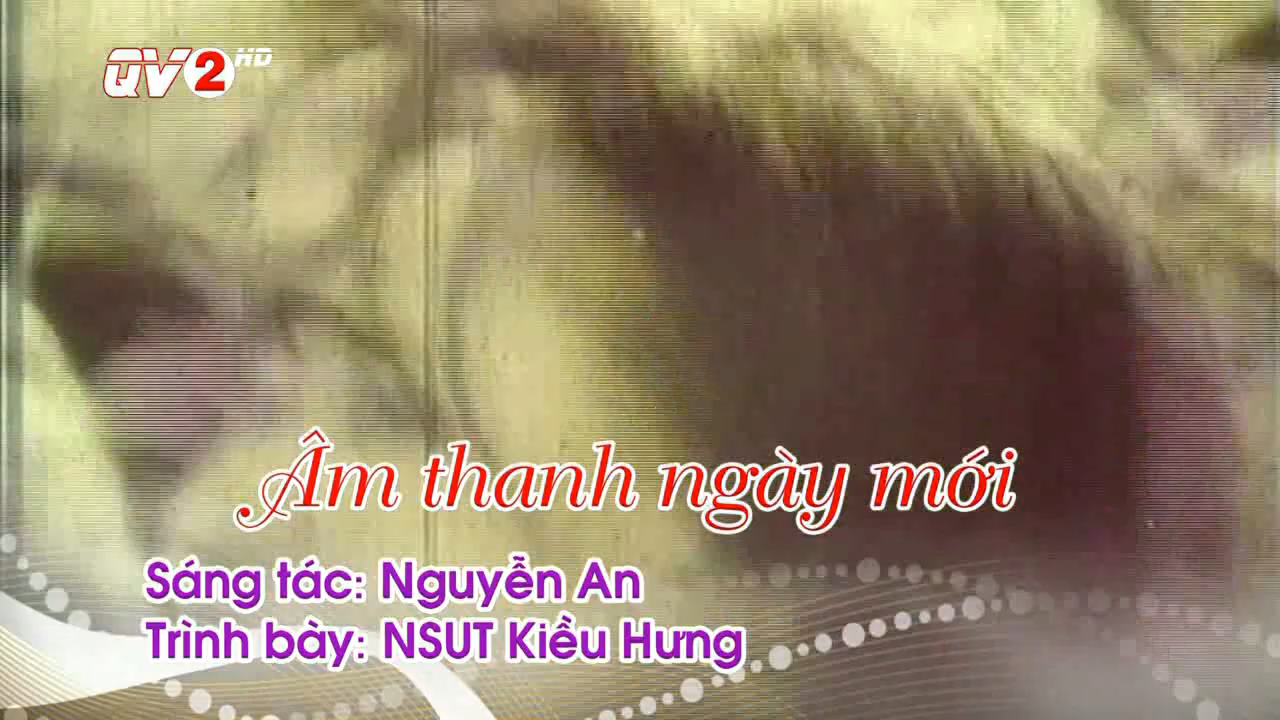 QV2 HD
Âm thanh ngày mới
Sáng tác: Nguyễn An
Trình bày: NSUT Kiều Hưng